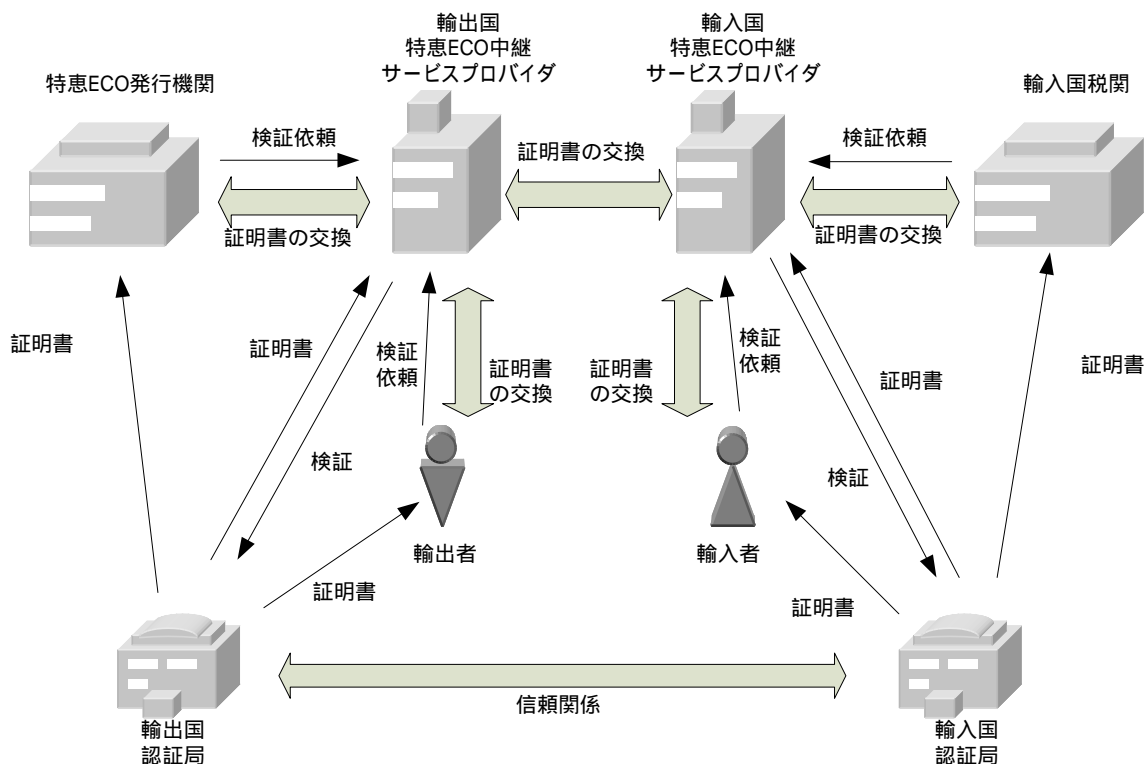 輸出国
特恵ECO中継
サービスプロバイダ
輸入国
特恵ECO中継
サービスプロバイダ
特恵ECO発行機関
輸入国税関
検証依頼
証明書の交換
検証依頼
証明書の交換
証明書の交換
証明書
証明書
検証
依頼
証明書
の交換
証明書
の交換
検証
依頼
証明書
証明書
検証
検証
輸出者
輸入者
証明書
証明書
信頼関係
輸出国
認証局
輸入国
認証局